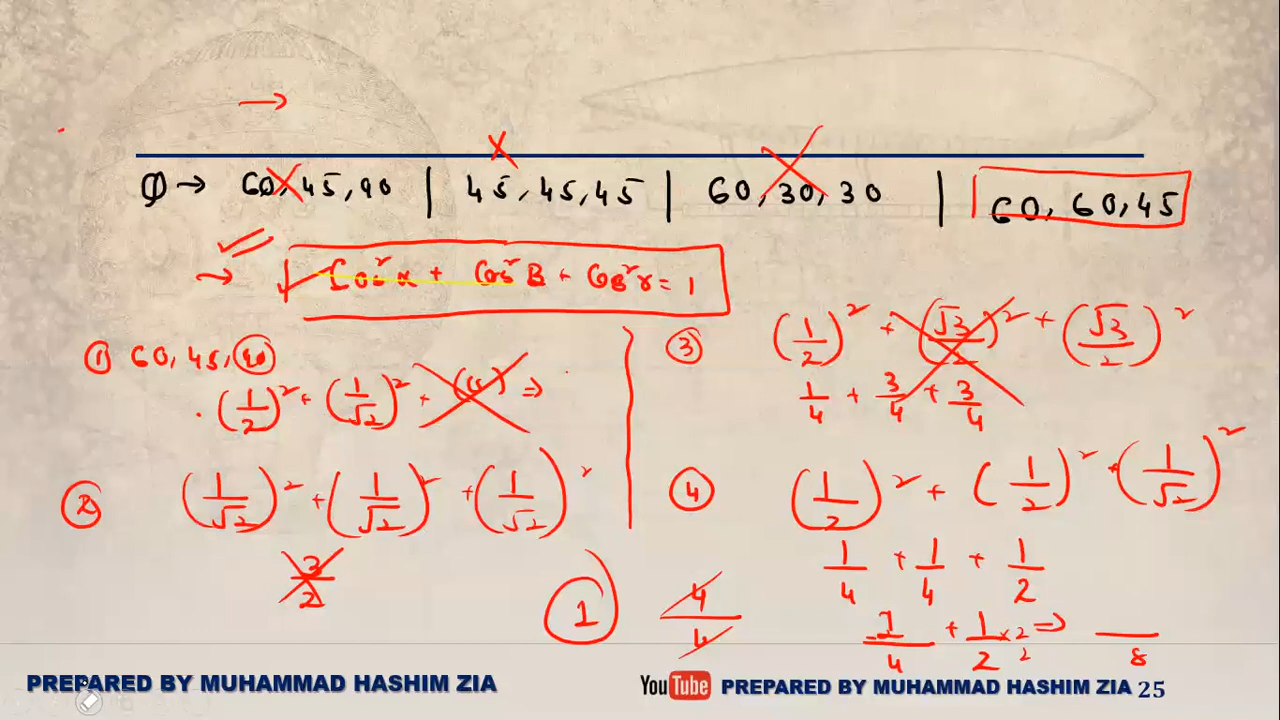 φ → 60, 45, 90 | 45, 45, 45 | 60, 30, 30 | 60, 60, 45
→ Cos²α + Cos²B + Cos²γ = 1
① 60, 45, 90
(1/2)² + (1/√2)² + (0) ⇒
② (1/√2)² + (1/√2)² + (1/√2)²
3/2
③ (1/2)² + (√3/2)² + (√3/2)²
1/4 + 3/4 + 3/4
④ (1/2)² + (1/2)² + (1/√2)²
1/4 + 1/4 + 1/2
2/4 + 1/2 × 2/2 ⇒ /8
4/4
1
PREPARED BY MUHAMMAD HASHIM ZIA
YouTube PREPARED BY MUHAMMAD HASHIM ZIA 25